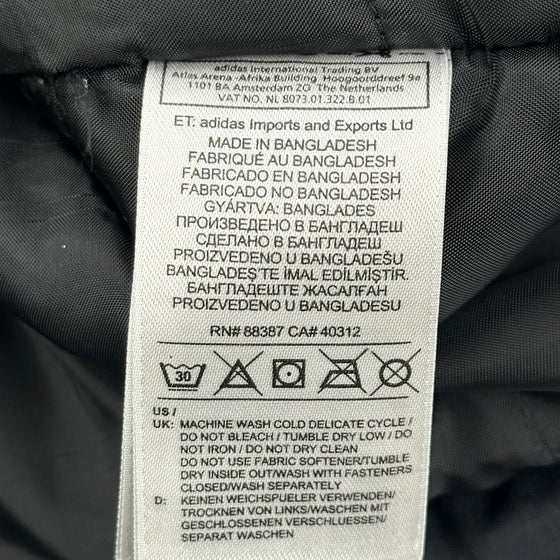 adidas International Trading BV
Atlas Arena -Afrika Building Hoogoorddreef 9a
1101 BA Amsterdam ZO The Netherlands
VAT NO. NL 8073.01.322.B.01
ET: adidas Imports and Exports Ltd
MADE IN BANGLADESH
FABRIQUÉ AU BANGLADESH
FABRICADO EN BANGLADESH
FABRICADO NO BANGLADESH
GYÁRTVA: BANGLADES
ПРОИЗВЕДЕНО В БАНГЛАДЕШ
СДЕЛАНО В БАНГЛАДЕШ
PROIZVEDENO U BANGLADEŠU
BANGLADEŞ'TE İMAL EDİLMİŞTİR.
БАНГЛАДЕШТЕ ЖАСАЛҒАН
PROIZVEDENO U BANGLADESU
RN# 88387 CA# 40312
30
US /
UK: MACHINE WASH COLD DELICATE CYCLE /
DO NOT BLEACH / TUMBLE DRY LOW / DO
NOT IRON / DO NOT DRY CLEAN
DO NOT USE FABRIC SOFTENER/TUMBLE
DRY INSIDE OUT/WASH WITH FASTENERS
CLOSED/WASH SEPARATELY
D: KEINEN WEICHSPUELER VERWENDEN/
TROCKNEN VON LINKS/WASCHEN MIT
GESCHLOSSENEN VERSCHLUESSEN/
SEPARAT WASCHEN